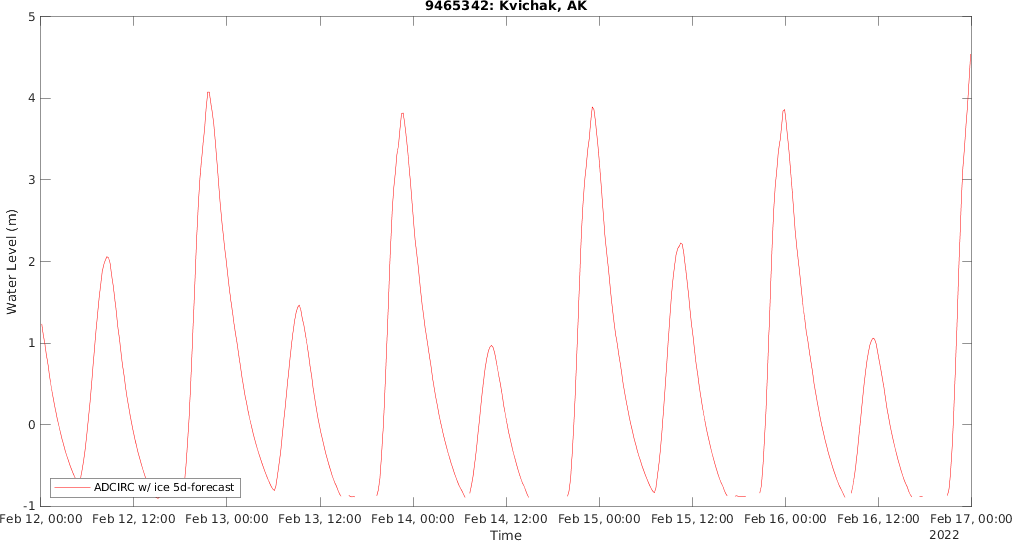 9465342: Kvichak, AK
5
4
3
2
1
0
-1
Water Level (m)
ADCIRC w/ ice 5d-forecast
Feb 12, 00:00 Feb 12, 12:00 Feb 13, 00:00 Feb 13, 12:00 Feb 14, 00:00 Feb 14, 12:00 Feb 15, 00:00 Feb 15, 12:00 Feb 16, 00:00 Feb 16, 12:00 Feb 17, 00:00
Time
2022